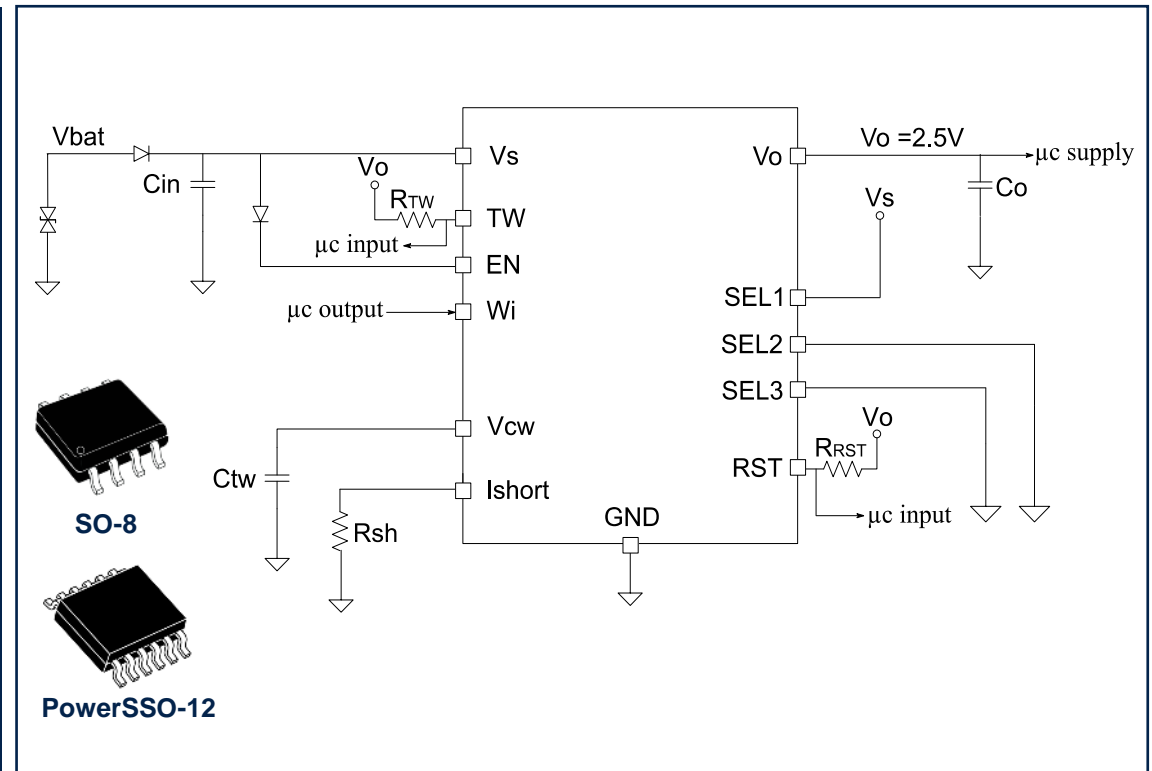 Vbat
Cin
Vo
RTW
µc input
µc output
Vs
TW
EN
Wi
Vcw
Ishort
Ctw
Rsh
GND
Vo
Vo =2.5V
µc supply
Co
Vs
SEL1
SEL2
SEL3
RST
RRST
Vo
µc input
SO-8
PowerSSO-12